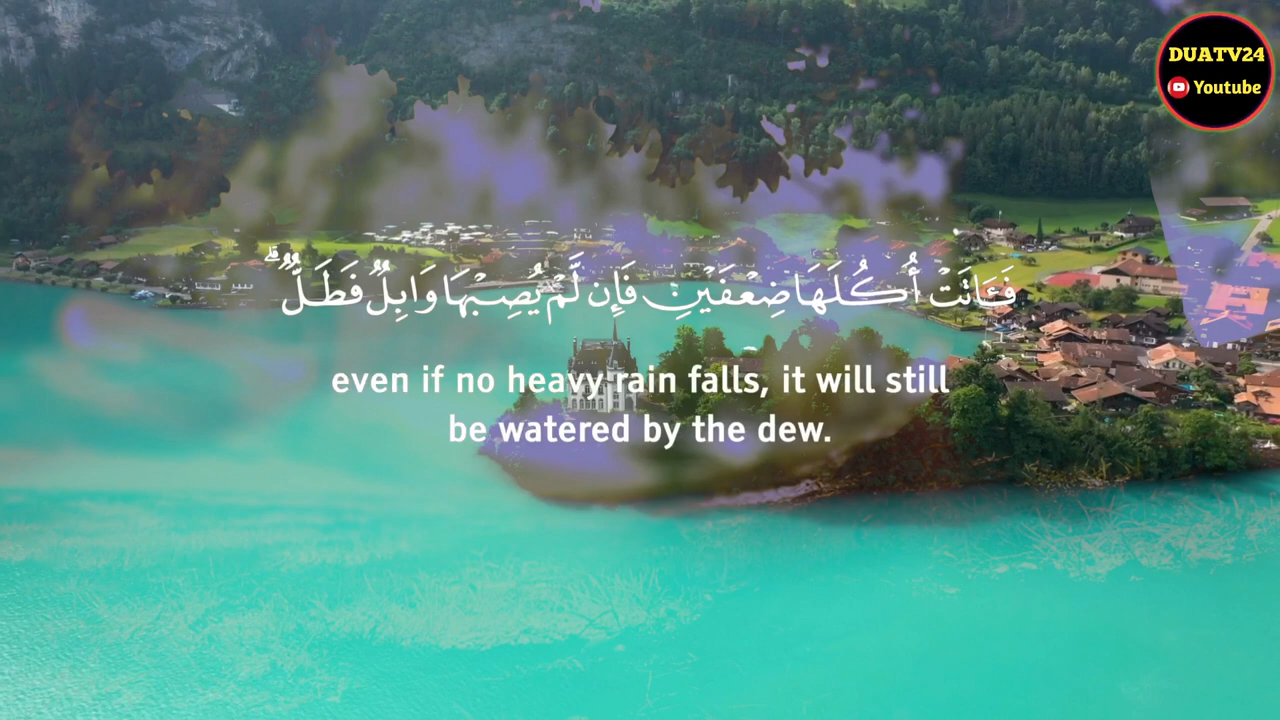 DUATV24
Youtube
فَـَٔاتَتْ أُكُلَهَا ضِعْفَيْنِ فَإِن لَّمْ يُصِبْهَا وَابِلٌ فَطَلٌّ ۗ
even if no heavy rain falls, it will still
be watered by the dew.